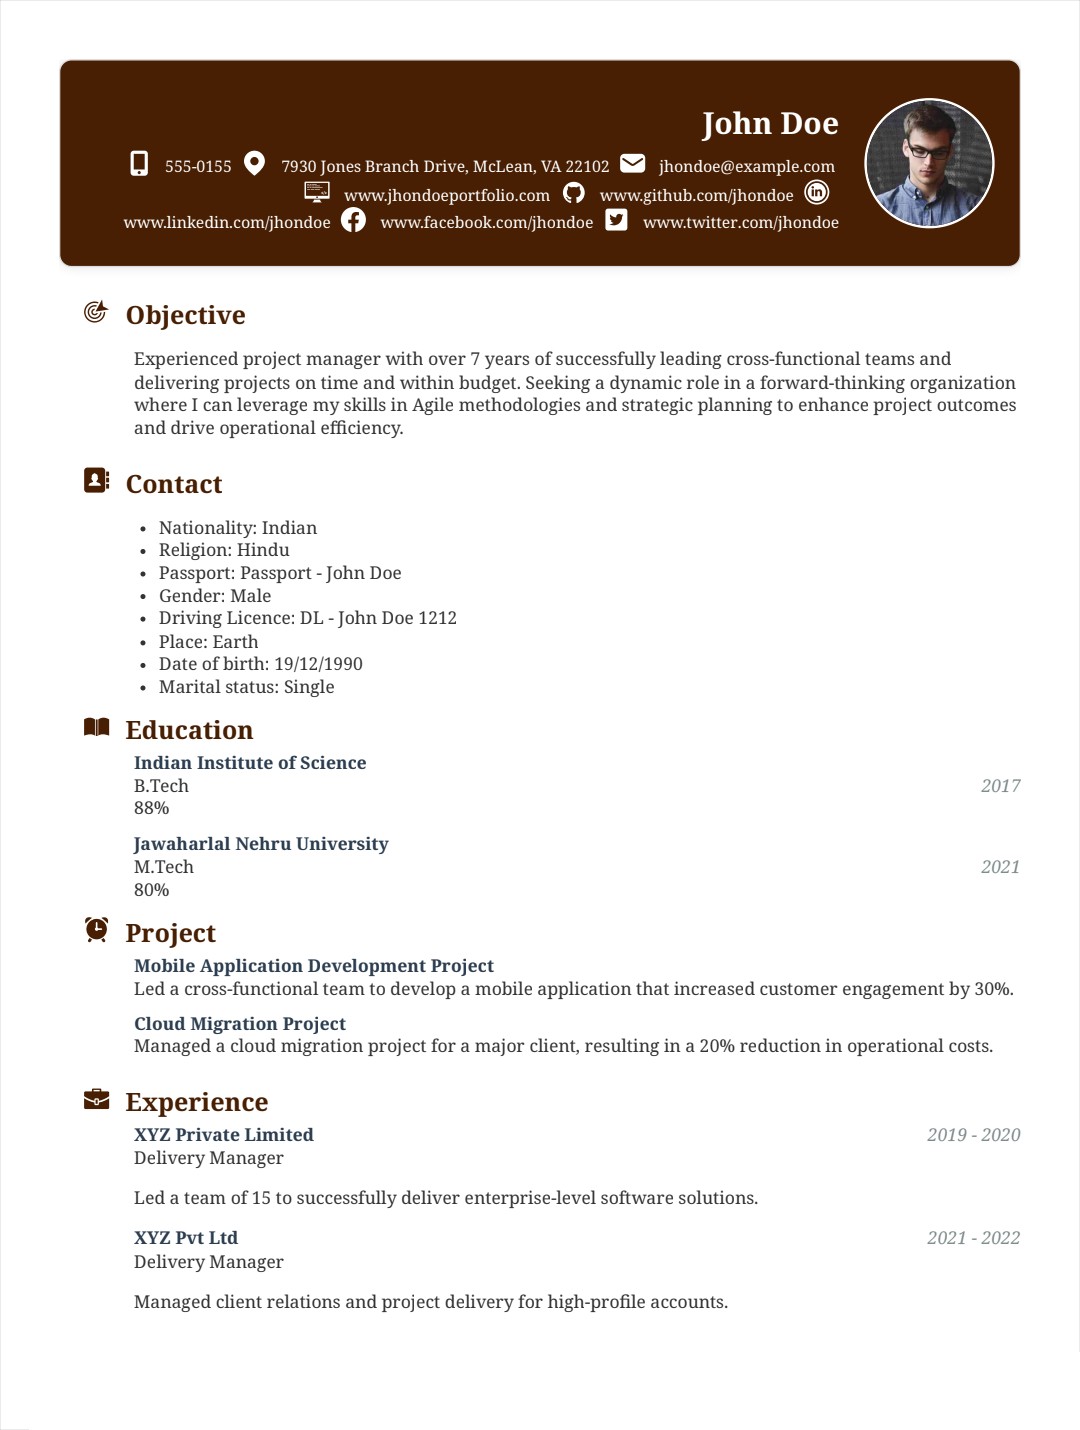 John Doe
555-0155 7930 Jones Branch Drive, McLean, VA 22102 jhondoe@example.com
www.jhondoeportfolio.com www.github.com/jhondoe
www.linkedin.com/jhondoe www.facebook.com/jhondoe www.twitter.com/jhondoe
Objective
Experienced project manager with over 7 years of successfully leading cross-functional teams and
delivering projects on time and within budget. Seeking a dynamic role in a forward-thinking organization
where I can leverage my skills in Agile methodologies and strategic planning to enhance project outcomes
and drive operational efficiency.
Contact
• Nationality: Indian
• Religion: Hindu
• Passport: Passport - John Doe
• Gender: Male
• Driving Licence: DL - John Doe 1212
• Place: Earth
• Date of birth: 19/12/1990
• Marital status: Single
Education
Indian Institute of Science
B.Tech 2017
88%
Jawaharlal Nehru University
M.Tech 2021
80%
Project
Mobile Application Development Project
Led a cross-functional team to develop a mobile application that increased customer engagement by 30%.
Cloud Migration Project
Managed a cloud migration project for a major client, resulting in a 20% reduction in operational costs.
Experience
XYZ Private Limited 2019 - 2020
Delivery Manager
Led a team of 15 to successfully deliver enterprise-level software solutions.
XYZ Pvt Ltd 2021 - 2022
Delivery Manager
Managed client relations and project delivery for high-profile accounts.